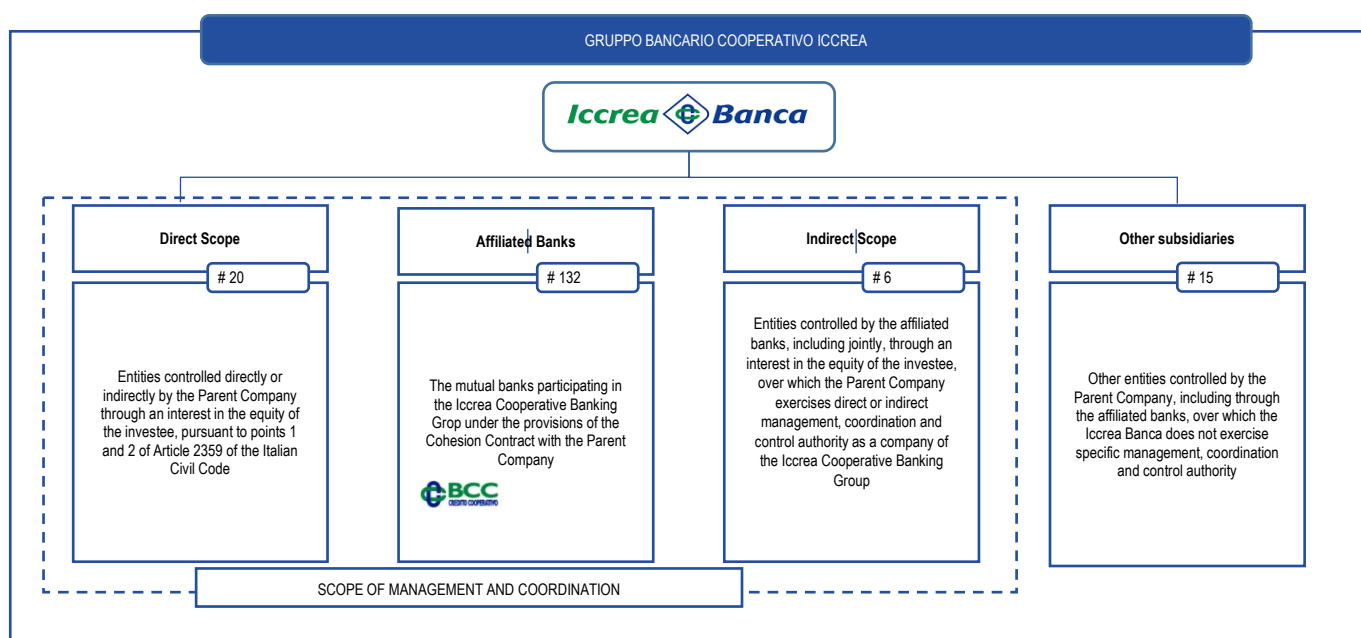 GRUPPO BANCARIO COOPERATIVO ICCREA
Iccrea Banca
Direct Scope
# 20
Entities controlled directly or
indirectly by the Parent Company
through an interest in the equity of
the investee, pursuant to points 1
and 2 of Article 2359 of the Italian
Civil Code
Affiliated Banks
# 132
The mutual banks participating in
the Iccrea Cooperative Banking
Grop under the provisions of the
Cohesion Contract with the Parent
Company
BCC
CREDITO COOPERATIVO
Indirect Scope
# 6
Entities controlled by the affiliated
banks, including jointly, through an
interest in the equity of the investee,
over which the Parent Company
exercises direct or indirect
management, coordination and
control authority as a company of
the Iccrea Cooperative Banking
Group
Other subsidiaries
# 15
Other entities controlled by the
Parent Company, including through
the affiliated banks, over which the
Iccrea Banca does not exercise
specific management, coordination
and control authority
SCOPE OF MANAGEMENT AND COORDINATION